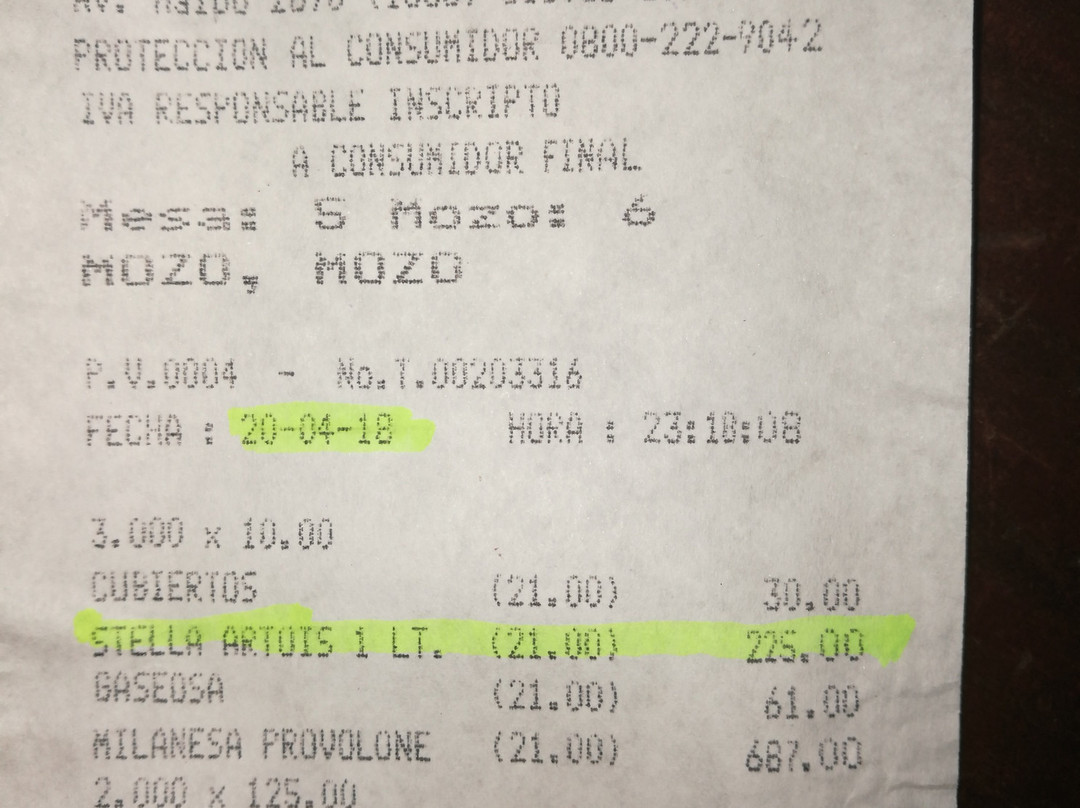 PROTECCION AL CONSUMIDOR 0800-222-9042
IVA RESPONSABLE INSCRIPTO
A CONSUMIDOR FINAL
Mesa: 5 Mozo: 6
MOZO, MOZO
P.V.0004 - No.T.00203316
FECHA : 20-04-18 HORA : 23:18:08
3.000 x 10.00
CUBIERTOS (21.00) 30.00
STELLA ARTOIS 1 LT. (21.00) 225.00
GASEOSA (21.00) 61.00
MILANESA PROVOLONE (21.00) 687.00
2.000 x 125.00